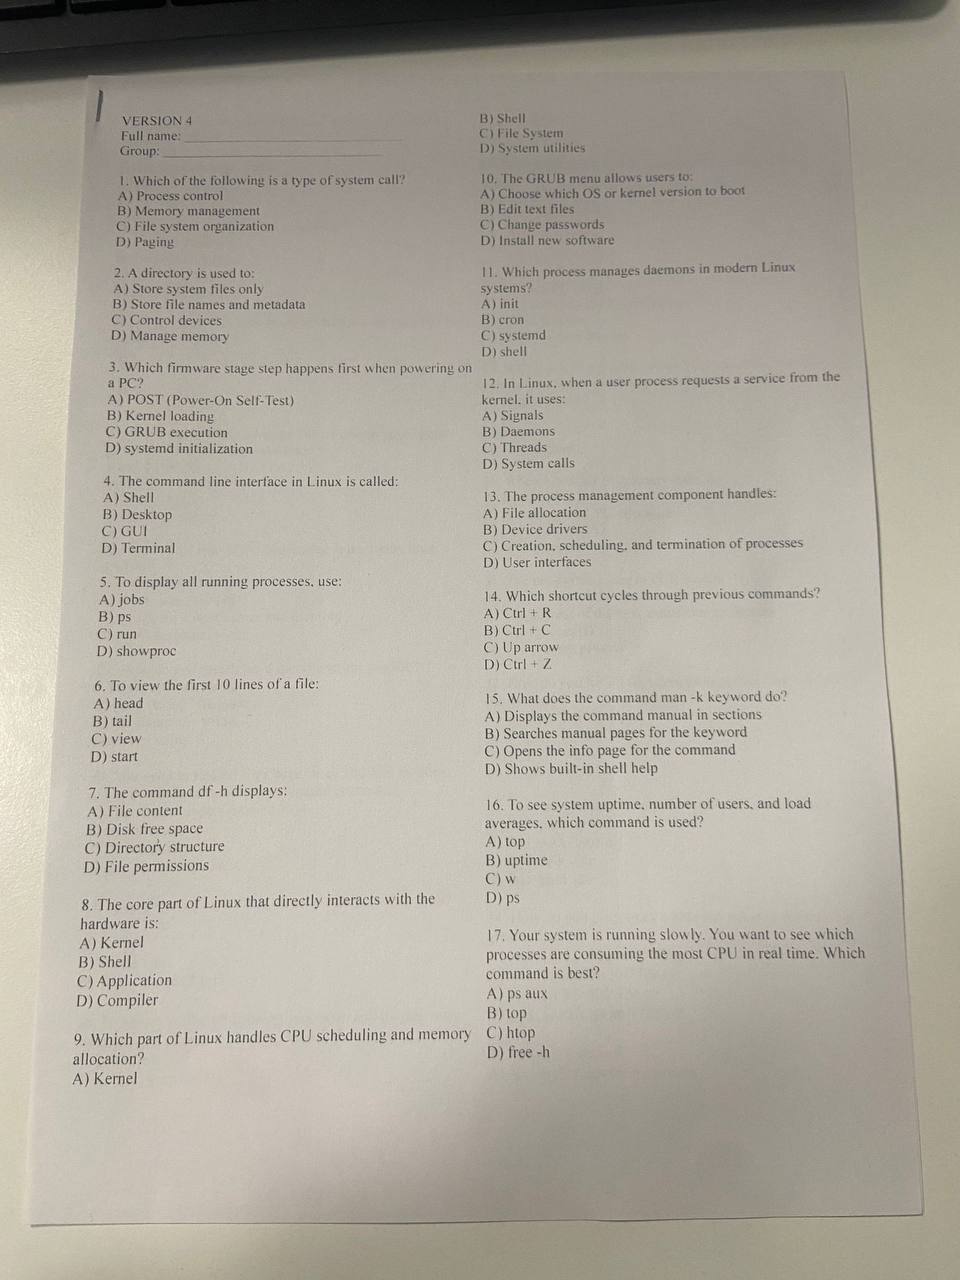 VERSION 4
Full name:
Group:
1. Which of the following is a type of system call?
A) Process control
B) Memory management
C) File system organization
D) Paging
2. A directory is used to:
A) Store system files only
B) Store file names and metadata
C) Control devices
D) Manage memory
3. Which firmware stage step happens first when powering on
a PC?
A) POST (Power-On Self-Test)
B) Kernel loading
C) GRUB execution
D) systemd initialization
4. The command line interface in Linux is called:
A) Shell
B) Desktop
C) GUI
D) Terminal
5. To display all running processes, use:
A) jobs
B) ps
C) run
D) showproc
6. To view the first 10 lines of a file:
A) head
B) tail
C) view
D) start
7. The command df -h displays:
A) File content
B) Disk free space
C) Directory structure
D) File permissions
8. The core part of Linux that directly interacts with the
hardware is:
A) Kernel
B) Shell
C) Application
D) Compiler
9. Which part of Linux handles CPU scheduling and memory
allocation?
A) Kernel
B) Shell
C) File System
D) System utilities
10. The GRUB menu allows users to:
A) Choose which OS or kernel version to boot
B) Edit text files
C) Change passwords
D) Install new software
11. Which process manages daemons in modern Linux
systems?
A) init
B) cron
C) systemd
D) shell
12. In Linux, when a user process requests a service from the
kernel, it uses:
A) Signals
B) Daemons
C) Threads
D) System calls
13. The process management component handles:
A) File allocation
B) Device drivers
C) Creation, scheduling, and termination of processes
D) User interfaces
14. Which shortcut cycles through previous commands?
A) Ctrl + R
B) Ctrl + C
C) Up arrow
D) Ctrl + Z
15. What does the command man -k keyword do?
A) Displays the command manual in sections
B) Searches manual pages for the keyword
C) Opens the info page for the command
D) Shows built-in shell help
16. To see system uptime, number of users, and load
averages, which command is used?
A) top
B) uptime
C) w
D) ps
17. Your system is running slowly. You want to see which
processes are consuming the most CPU in real time. Which
command is best?
A) ps aux
B) top
C) htop
D) free -h